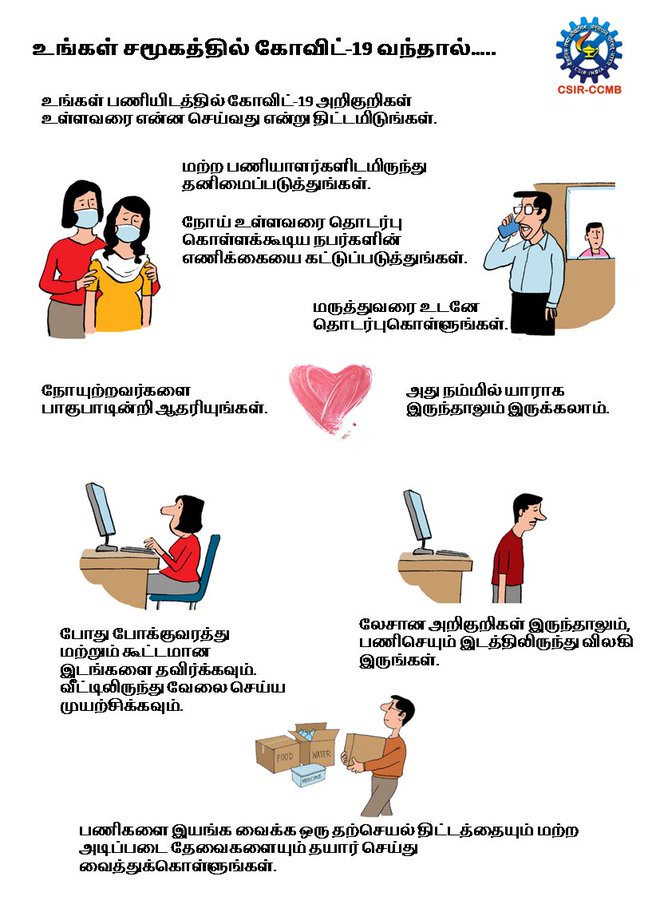 உங்கள் சமூகத்தில் கோவிட்-19 வந்தால்.....
CSIR-INDIA
CSIR-CCMB
உங்கள் பணியிடத்தில் கோவிட்-19 அறிகுறிகள்
உள்ளவரை என்ன செய்வது என்று திட்டமிடுங்கள்.
மற்ற பணியாளர்களிடமிருந்து
தனிமைப்படுத்துங்கள்.
நோய் உள்ளவரை தொடர்பு
கொள்ளக்கூடிய நபர்களின்
எணிக்கையை கட்டுப்படுத்துங்கள்.
மருத்துவரை உடனே
தொடர்புகொள்ளுங்கள்.
நோயுற்றவர்களை
பாகுபாடின்றி ஆதரியுங்கள்.
அது நம்மில் யாராக
இருந்தாலும் இருக்கலாம்.
போது போக்குவரத்து
மற்றும் கூட்டமான
இடங்களை தவிர்க்கவும்.
வீட்டிலிருந்து வேலை செய்ய
முயற்சிக்கவும்.
லேசான அறிகுறிகள் இருந்தாலும்,
பணிசெயும் இடத்திலிருந்து விலகி
இருங்கள்.
FOOD
WATER
MEDICINE
பணிகளை இயங்க வைக்க ஒரு தற்செயல் திட்டத்தையும் மற்ற
அடிப்படை தேவைகளையும் தயார் செய்து
வைத்துக்கொள்ளுங்கள்.